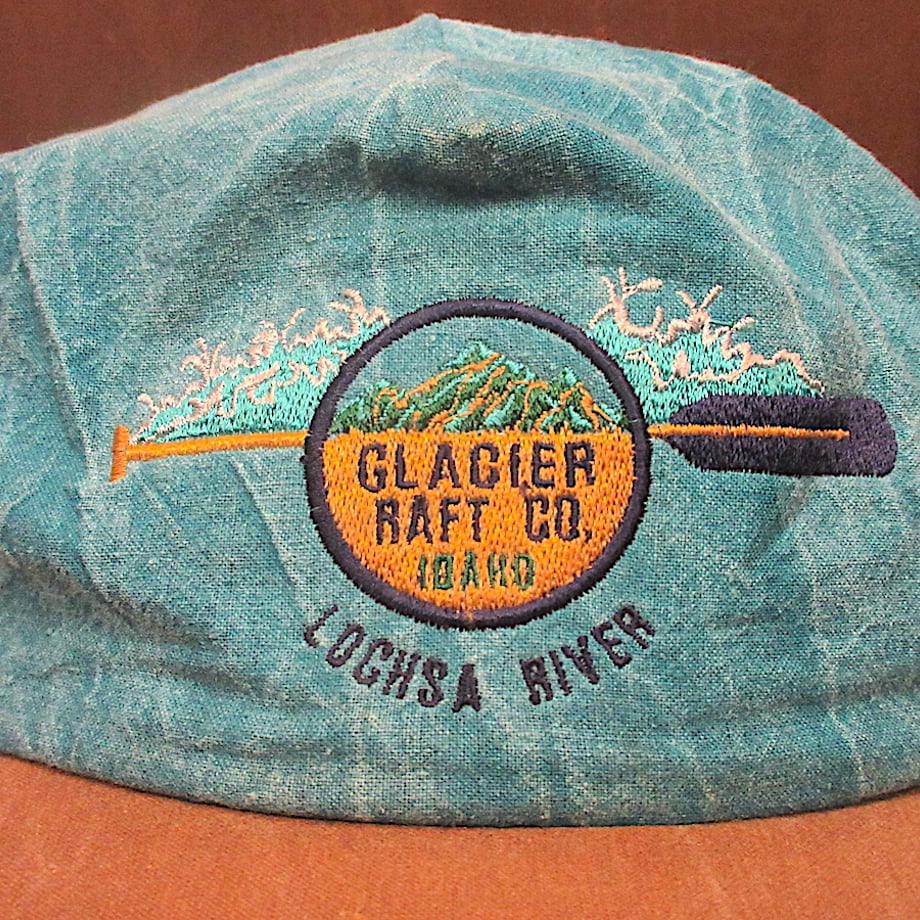 GLACIER
RAFT CO.
IDAHO
LOCHSA RIVER